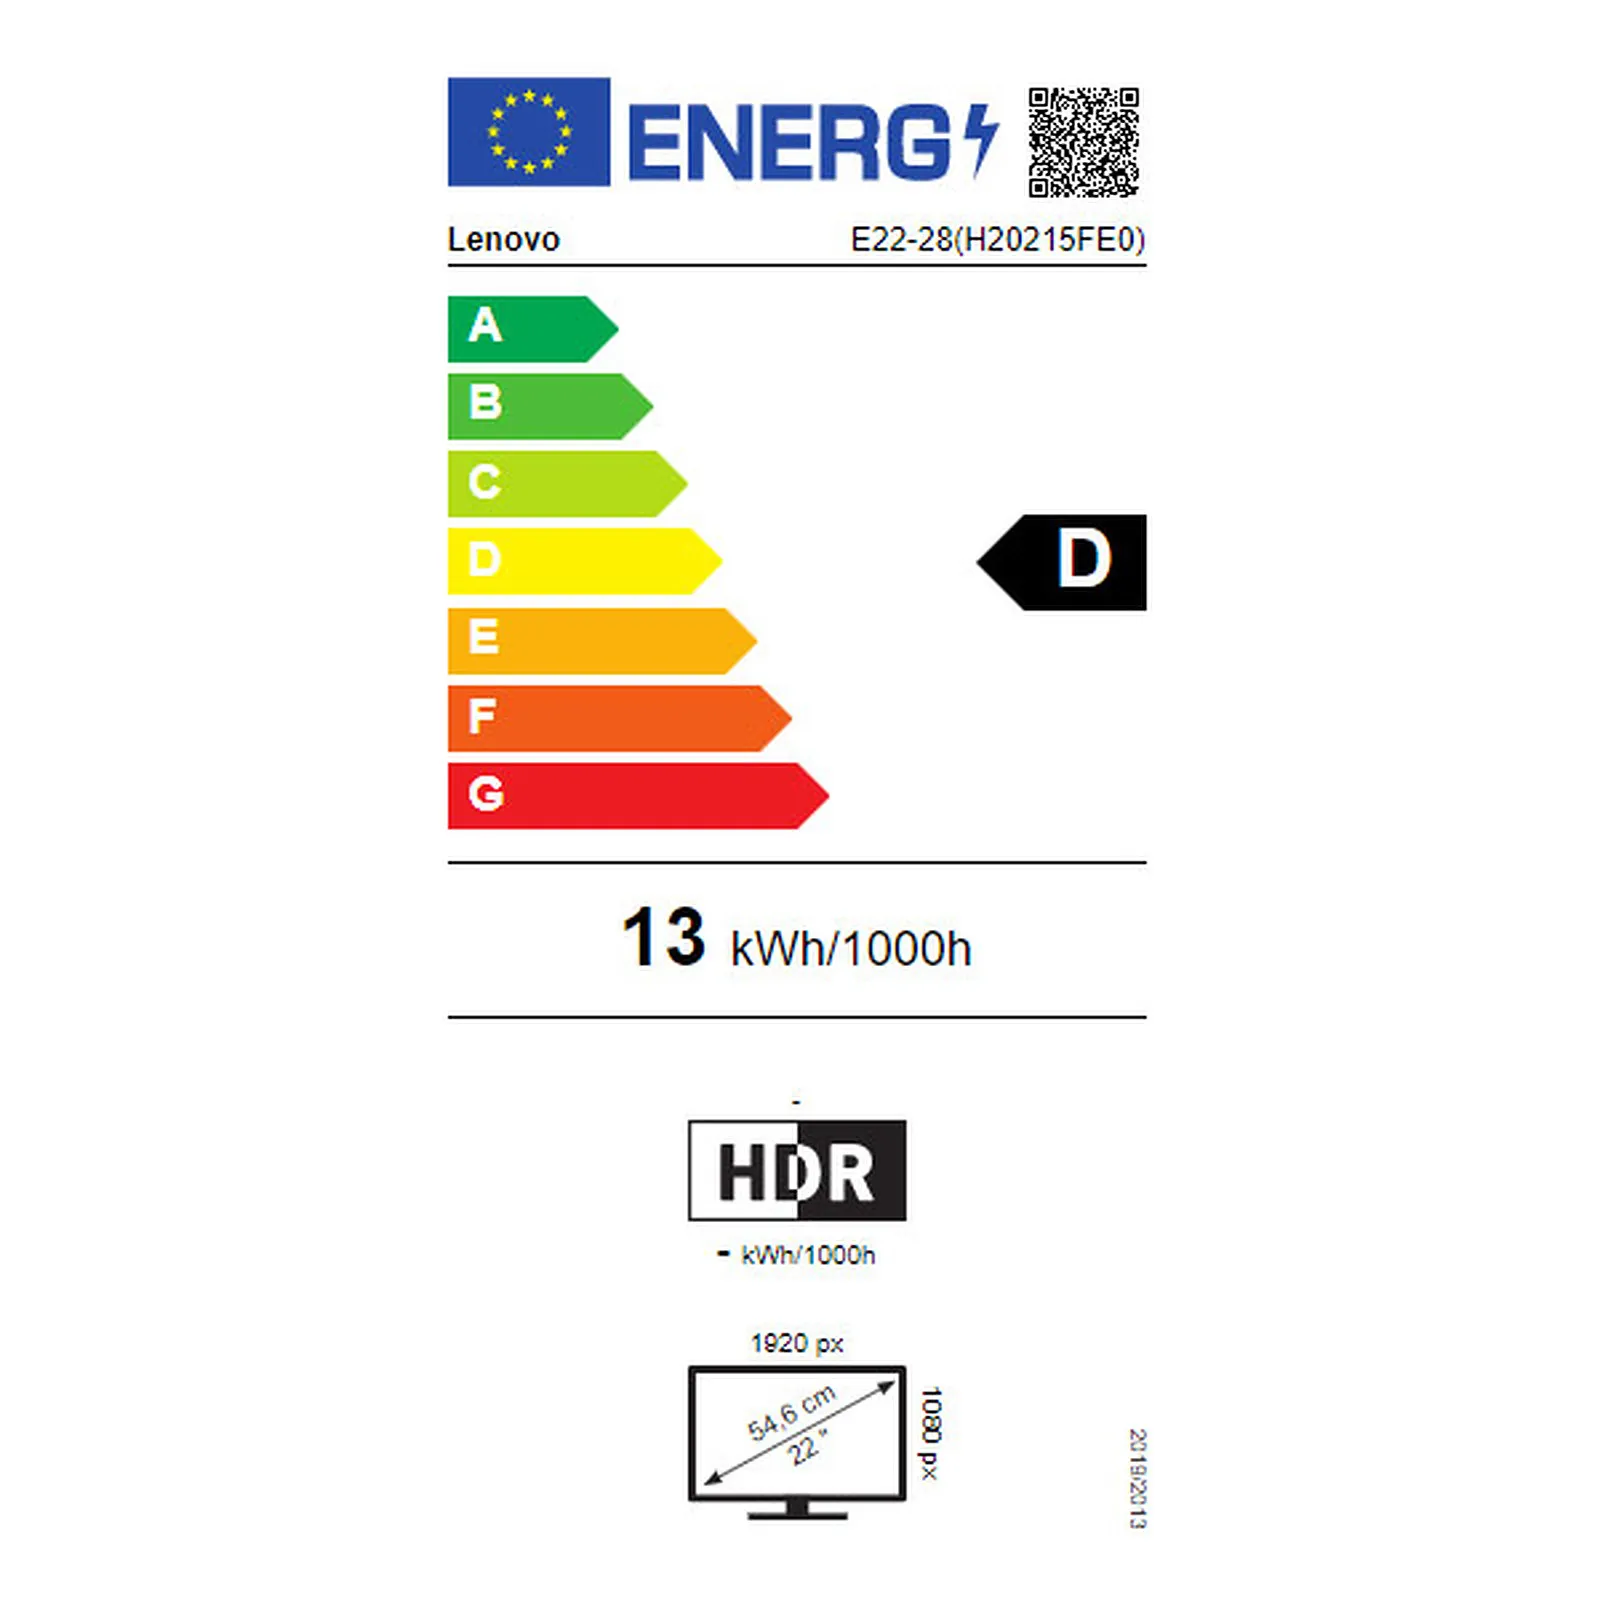 ENERG
Lenovo
E22-28(H20215FE0)
A
B
C
D
D
E
F
G
13 kWh/1000h
-
HDR
- kWh/1000h
1920 px
54,6 cm
22 "
1080 px
2019/2013